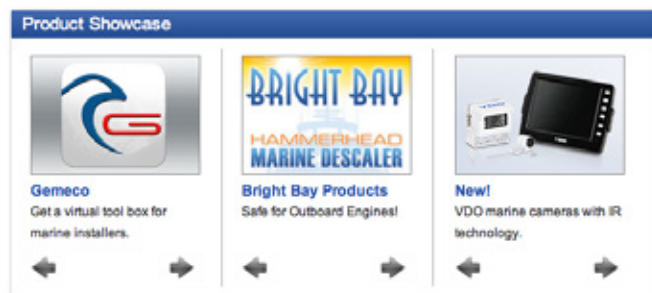 Product Showcase
G
BRIGHT BAY
HAMMERHEAD
MARINE DESCALER
Gemeco
Get a virtual tool box for
marine installers.
Bright Bay Products
Safe for Outboard Engines!
New!
VDO marine cameras with IR
technology.